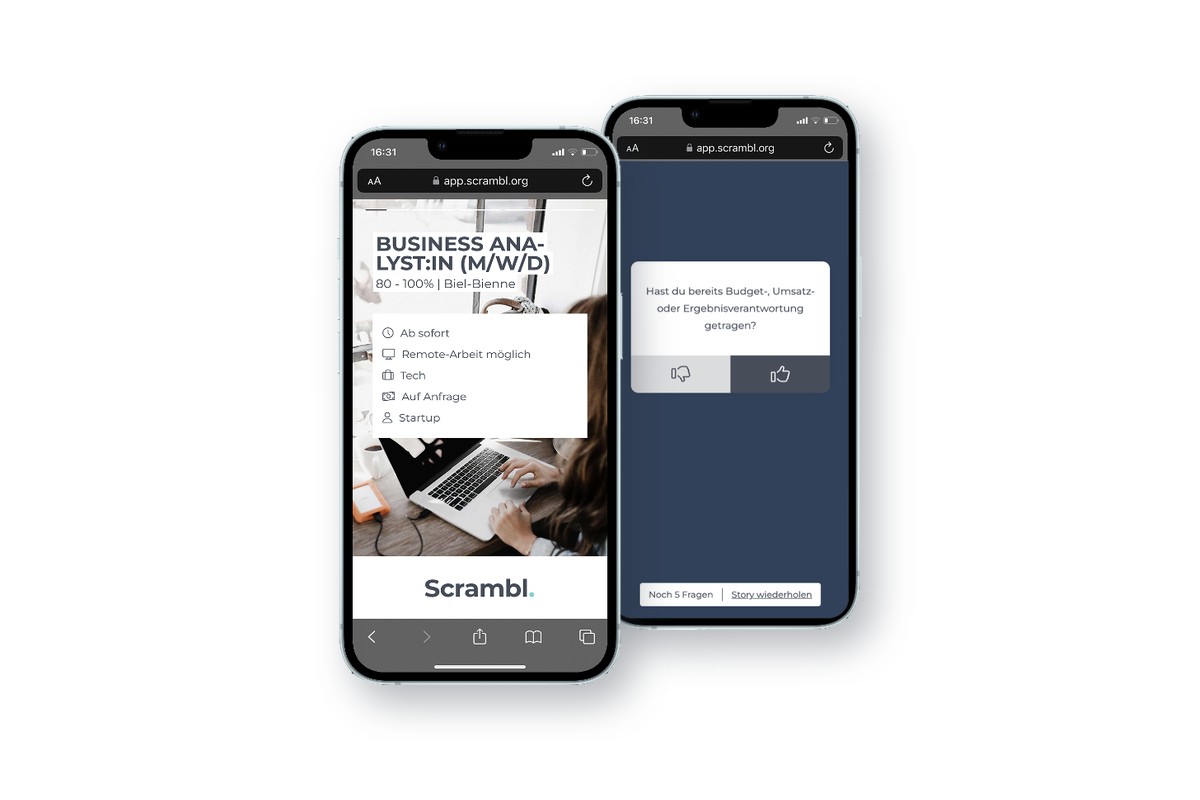 16:31
AA
app.scrambl.org
BUSINESS ANA-
LYST:IN (M/W/D)
80 - 100% | Biel-Bienne
Ab sofort
Remote-Arbeit möglich
Tech
Auf Anfrage
Startup
Scrambl.
16:31
AA
app.scrambl.org
Hast du bereits Budget-, Umsatz-
oder Ergebnisverantwortung
getragen?
Noch 5 Fragen | Story wiederholen